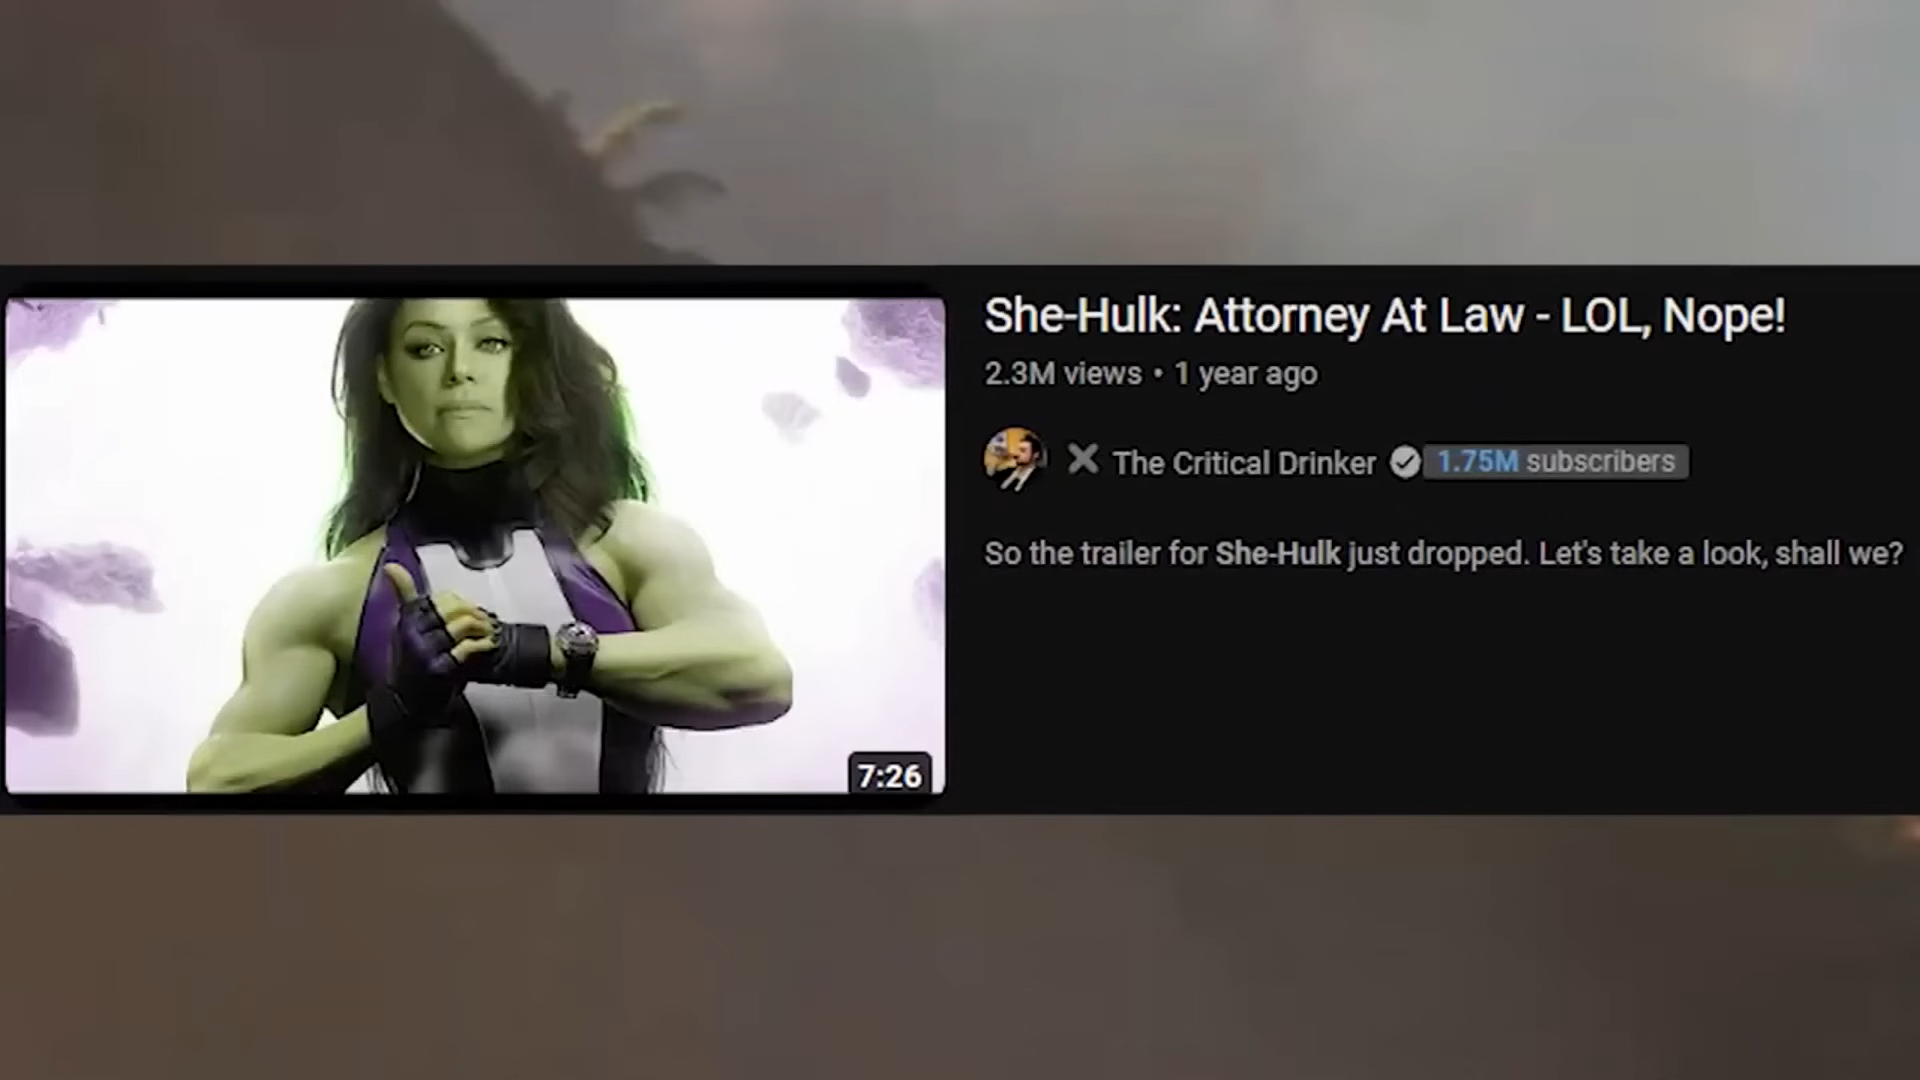 She-Hulk: Attorney At Law - LOL, Nope!
2.3M views • 1 year ago
The Critical Drinker 1.75M subscribers
So the trailer for She-Hulk just dropped. Let's take a look, shall we?
7:26